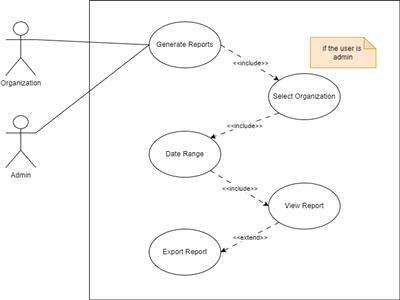 Generate Reports
if the user is
admin
<<include>>
Organization
Select Organization
<<include>>
Date Range
Admin
<<include>>
View Report
<<extend>>
Export Report